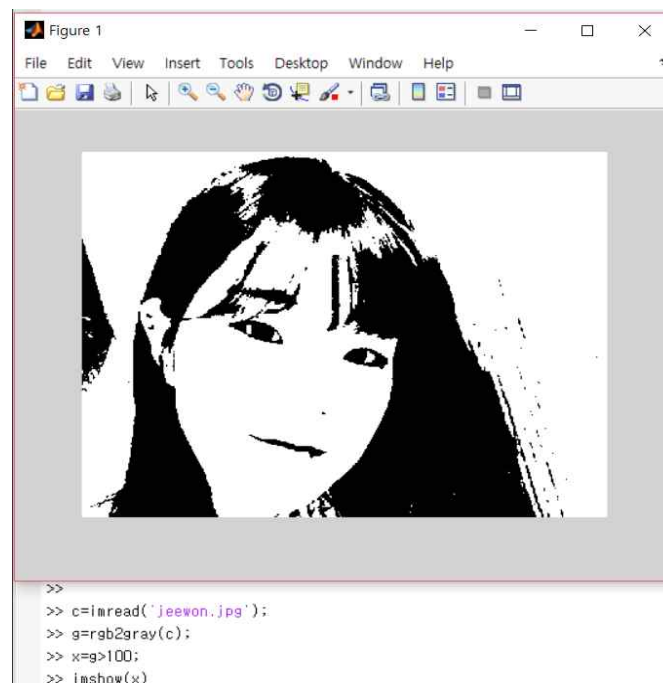 Figure 1
File Edit View Insert Tools Desktop Window Help
>>
>> c=imread('jeewon.jpg');
>> g=rgb2gray(c);
>> x=g>100;
>> imshow(x)